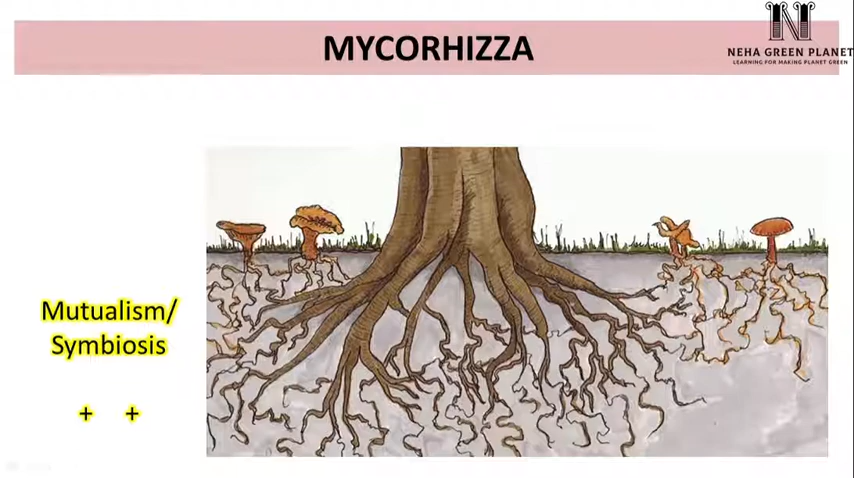 MYCORHIZZA
N
NEHA GREEN PLANET
LEARNING FOR MAKING PLANET GREEN
Mutualism/
Symbiosis
+ +